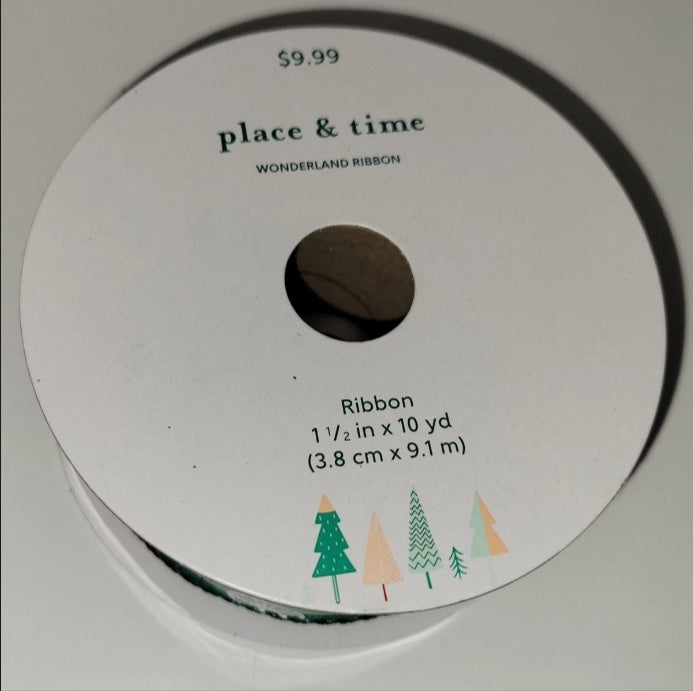 $9.99
place & time
WONDERLAND RIBBON
Ribbon
1 1/2 in x 10 yd
(3.8 cm x 9.1 m)